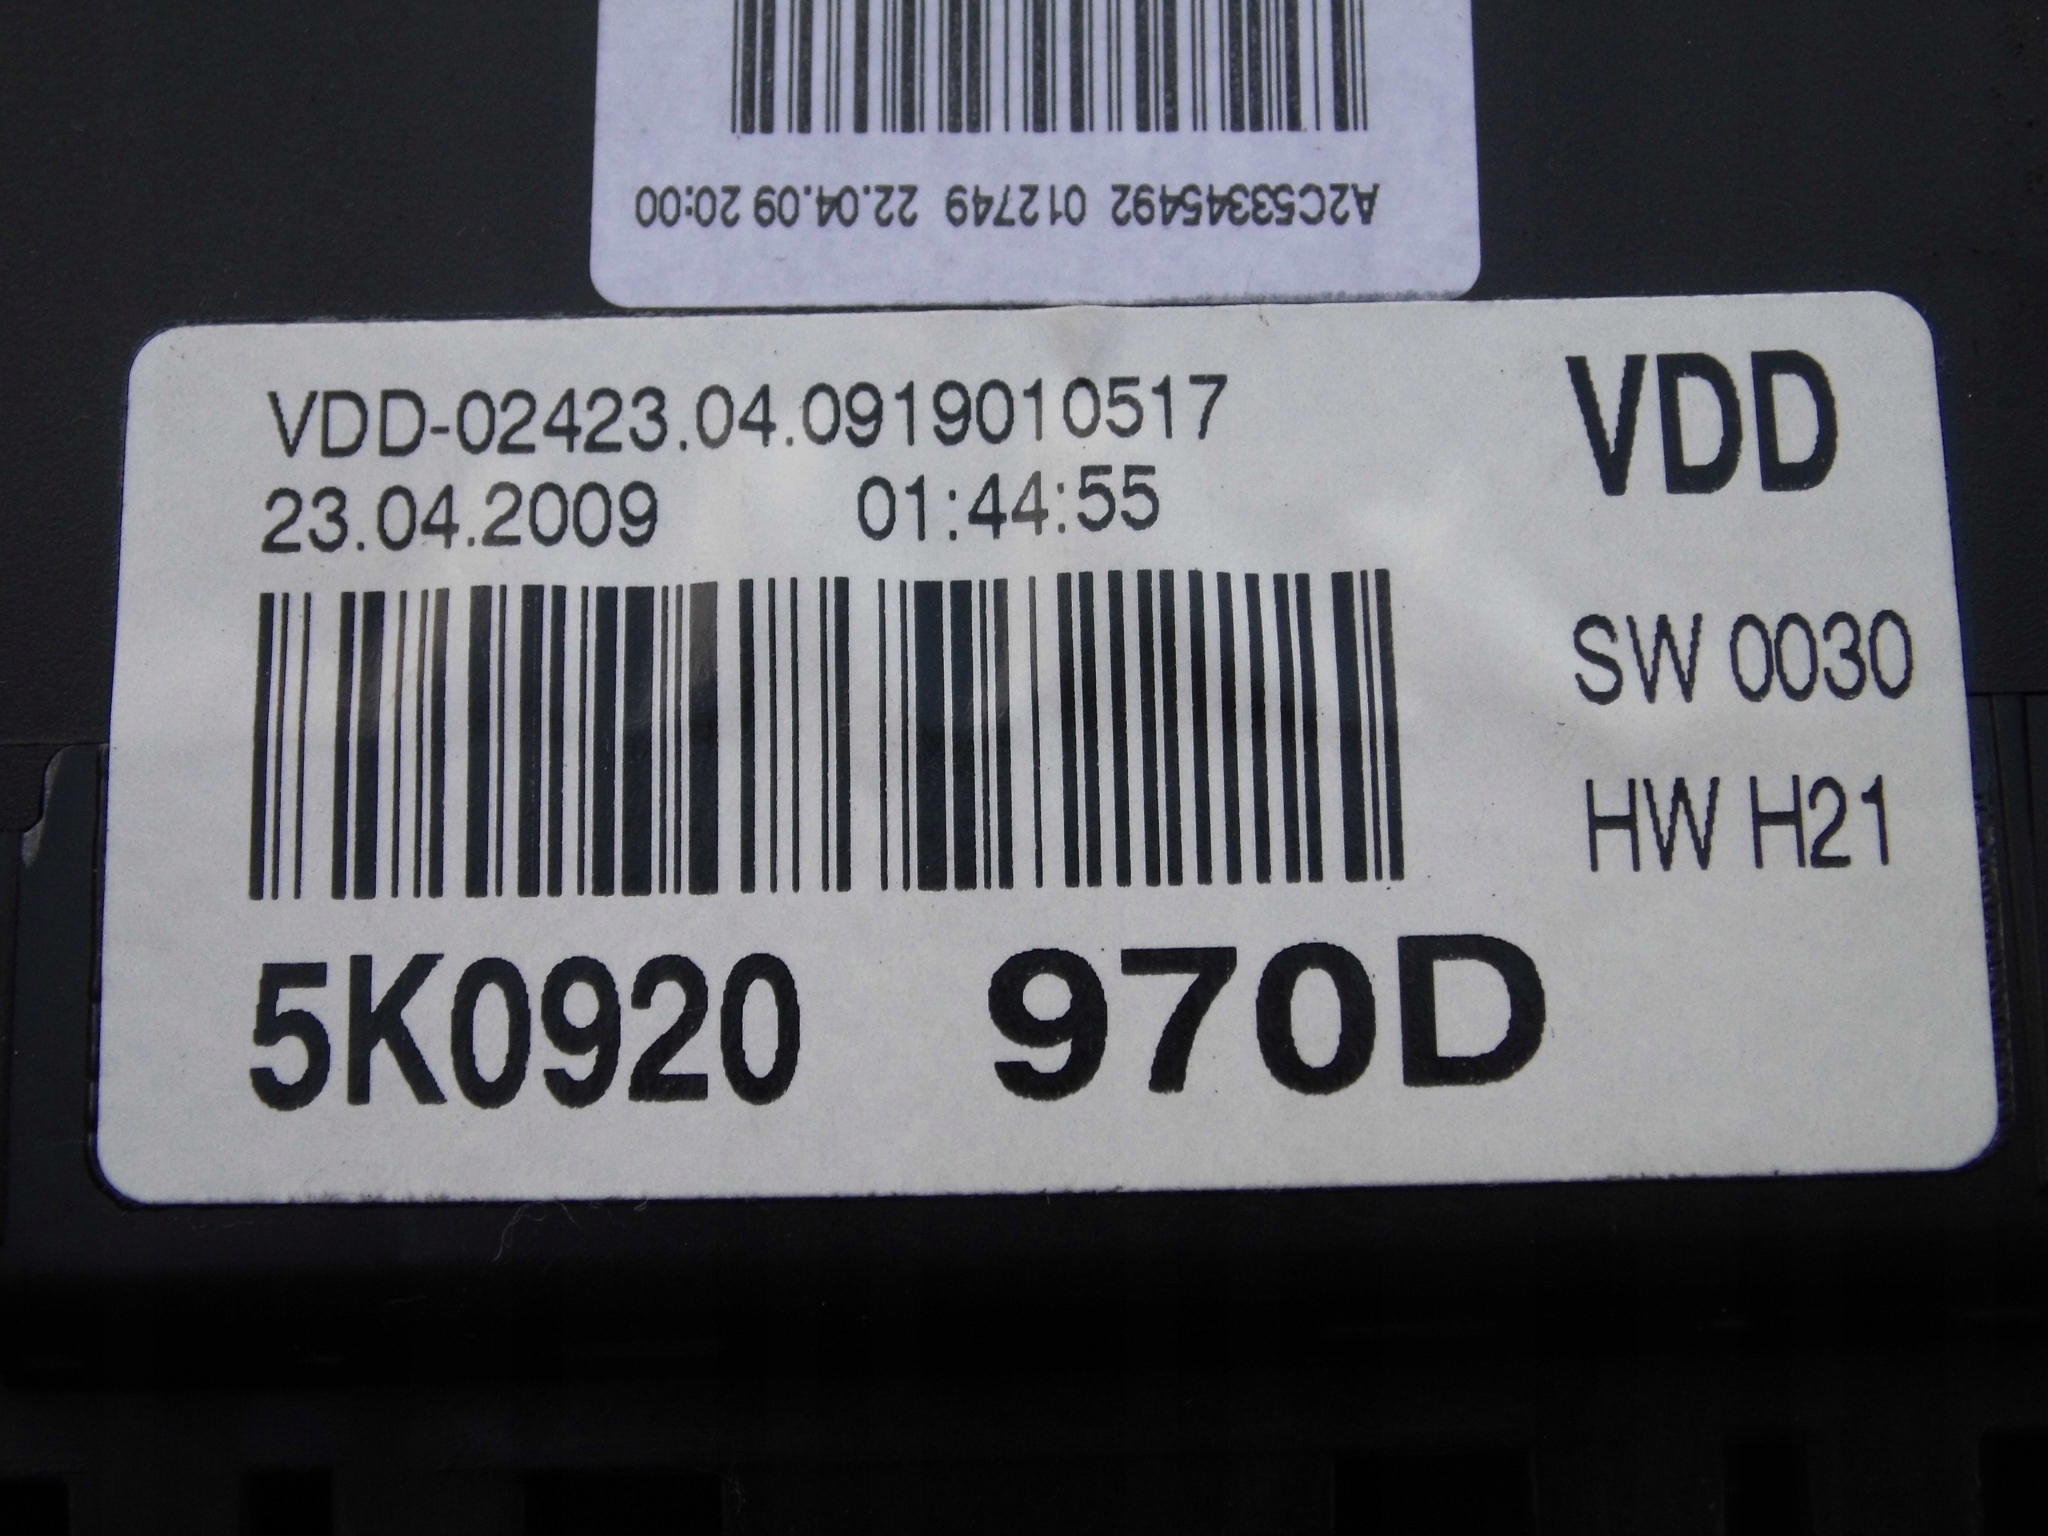 A2C53345492 012749 22.04.09 20:00
VDD-02423.04.0919010517
VDD
23.04.2009 01:44:55
SW 0030
HW H21
5K0920 970D